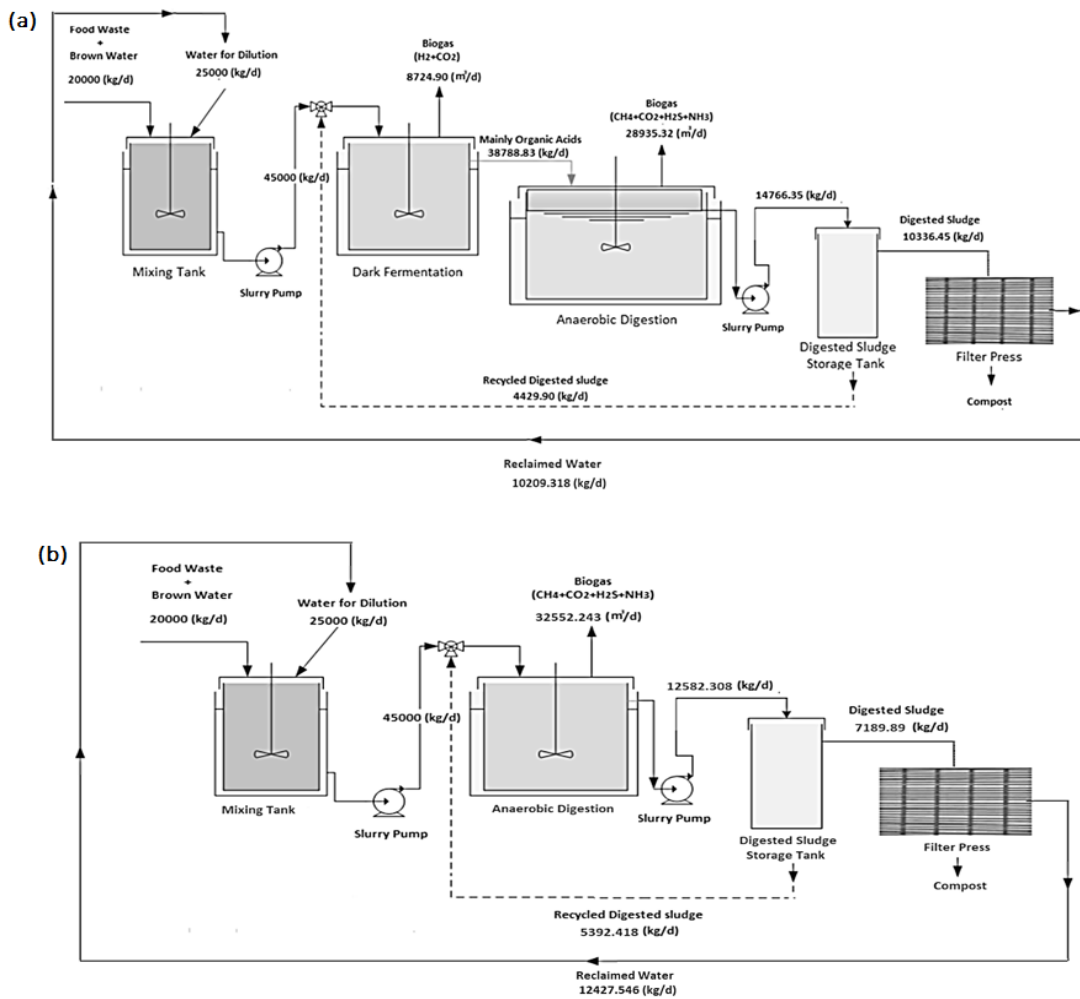 (a)
Food Waste
+
Brown Water
20000 (kg/d)
Water for Dilution
25000 (kg/d)
Biogas
(H2+CO2)
8724.90 (m³/d)
Biogas
(CH4+CO2+H2S+NH3)
28935.32 (m³/d)
Mainly Organic Acids
38788.83 (kg/d)
45000 (kg/d)
14766.35 (kg/d)
Digested Sludge
10336.45 (kg/d)
Mixing Tank
Slurry Pump
Dark Fermentation
Anaerobic Digestion
Slurry Pump
Digested Sludge
Storage Tank
Filter Press
Compost
Recycled Digested sludge
4429.90 (kg/d)
Reclaimed Water
10209.318 (kg/d)
(b)
Food Waste
+
Brown Water
20000 (kg/d)
Water for Dilution
25000 (kg/d)
Biogas
(CH4+CO2+H2S+NH3)
32552.243 (m³/d)
45000 (kg/d)
12582.308 (kg/d)
Digested Sludge
7189.89 (kg/d)
Mixing Tank
Slurry Pump
Anaerobic Digestion
Slurry Pump
Digested Sludge
Storage Tank
Filter Press
Compost
Recycled Digested sludge
5392.418 (kg/d)
Reclaimed Water
12427.546 (kg/d)